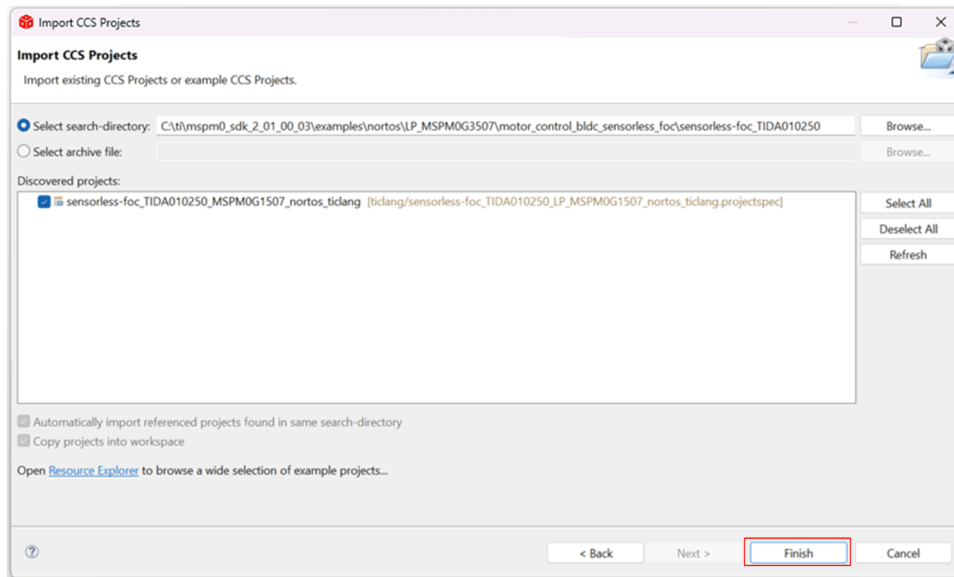 Import CCS Projects
Import CCS Projects
Import existing CCS Projects or example CCS Projects.
Select search-directory: C:\ti\mspm0_sdk_2_01_00_03\examples\nortos\LP_MSPM0G3507\motor_control_bldc_sensorless_foc\sensorless-foc_TIDA010250 Browse...
Select archive file: Browse...
Discovered projects:
sensorless-foc_TIDA010250_MSPM0G1507_nortos_ticlang [ticlang/sensorless-foc_TIDA010250_LP_MSPM0G1507_nortos_ticlang.projectspec] Select All
Deselect All
Refresh
Automatically import referenced projects found in same search-directory
Copy projects into workspace
Open Resource Explorer to browse a wide selection of example projects...
? < Back Next > Finish Cancel